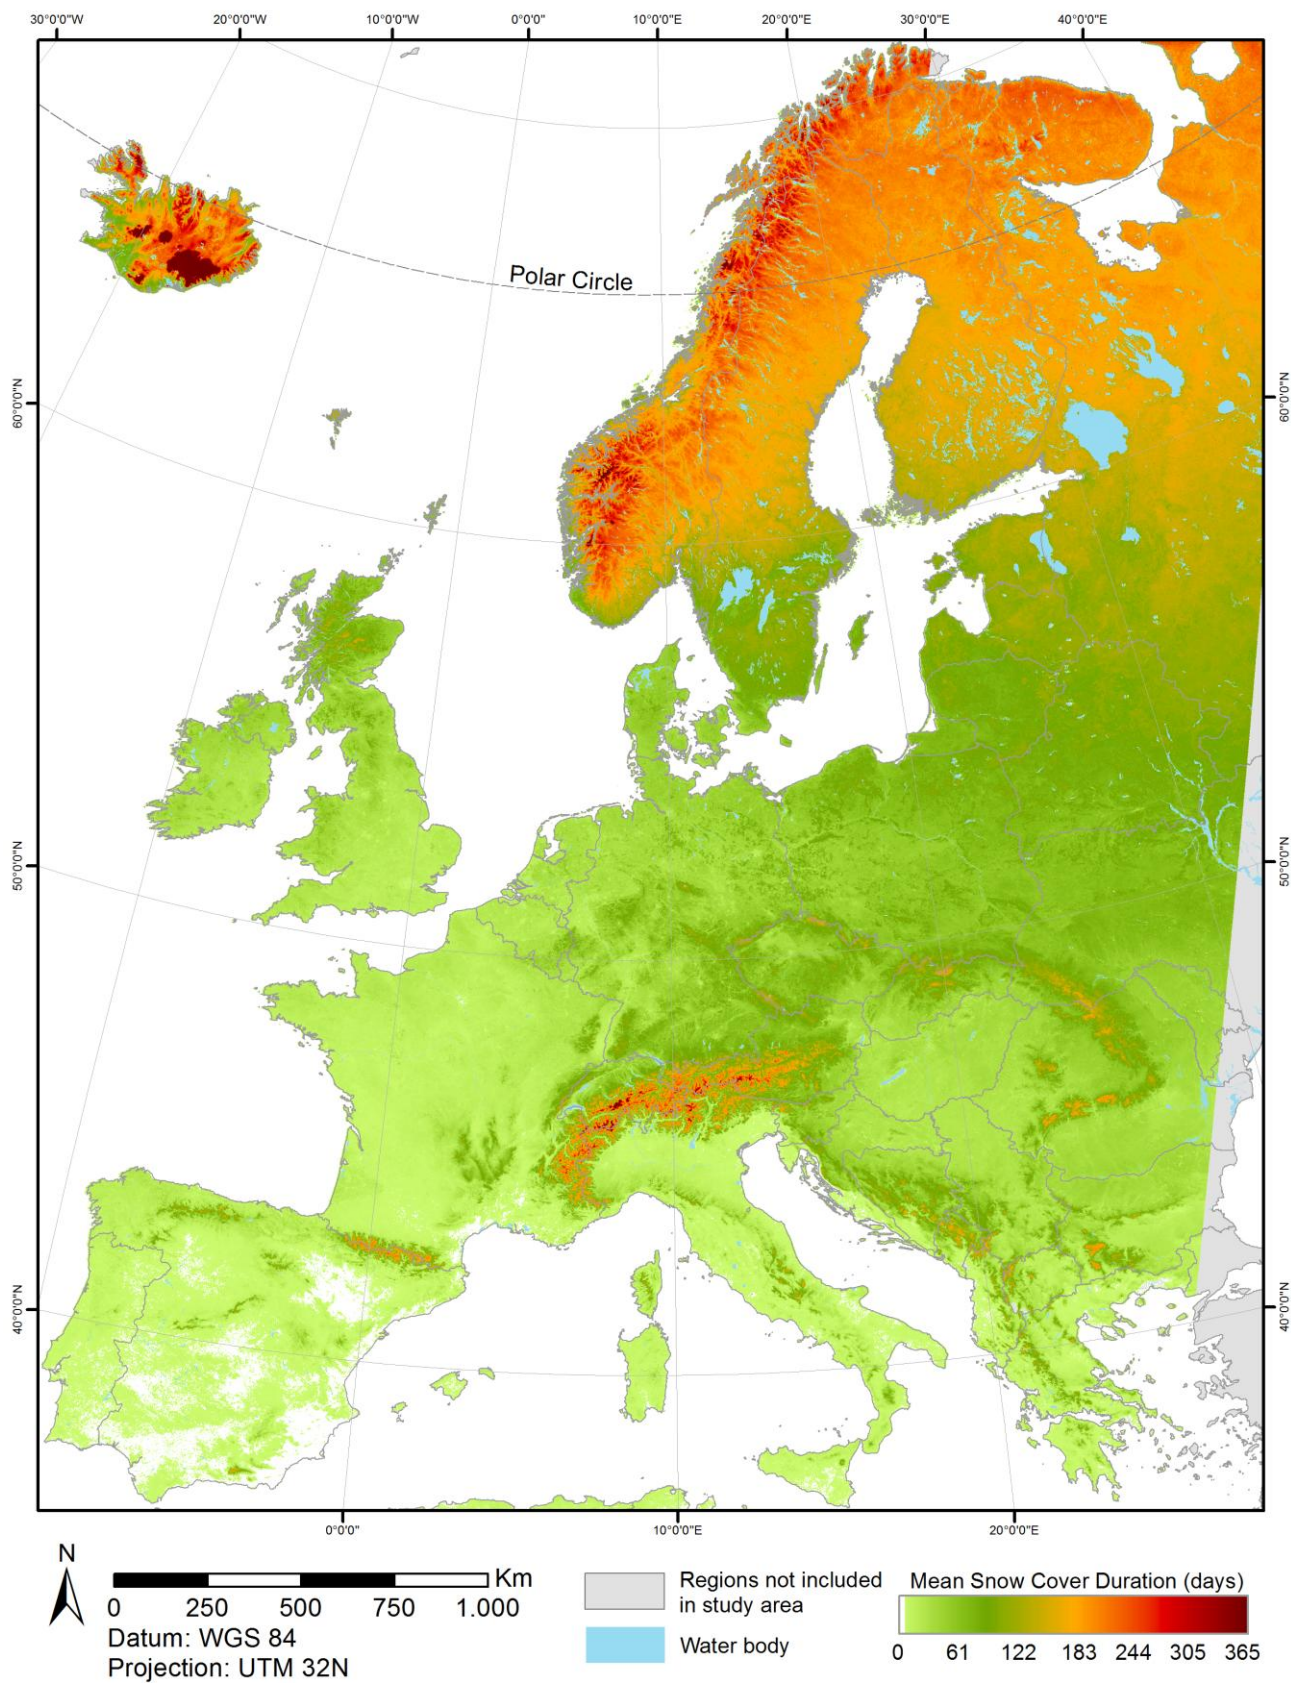 30°0'0"W 20°0'0"W 10°0'0"W 0°0'0" 10°0'0"E 20°0'0"E 30°0'0"E 40°0'0"E
Polar Circle
60°0'0"N 60°0'0"N
50°0'0"N 50°0'0"N
40°0'0"N 40°0'0"N
0°0'0" 10°0'0"E 20°0'0"E
N
Km
0 250 500 750 1.000
Datum: WGS 84
Projection: UTM 32N
Regions not included
in study area
Water body
Mean Snow Cover Duration (days)
0 61 122 183 244 305 365